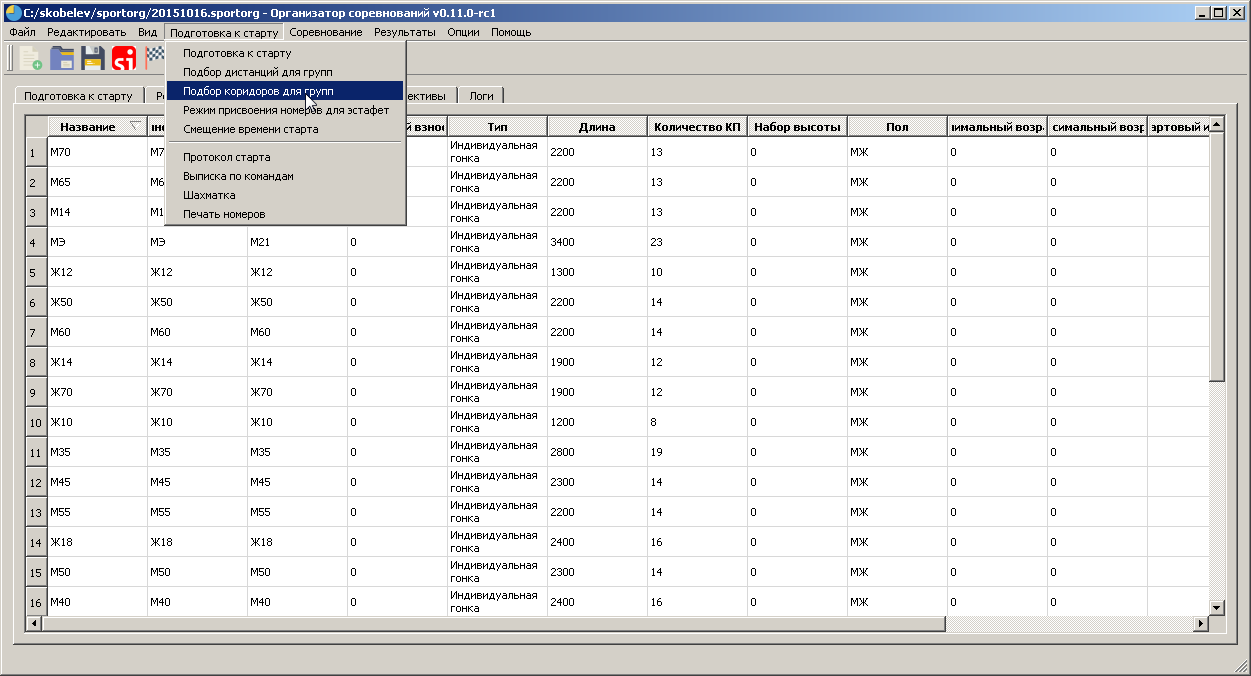 C:/skobelev/sportorg/20151016.sportorg - Организатор соревнований v0.11.0-rc1
Файл Редактировать Вид Подготовка к старту Соревнование Результаты Опции Помощь
si
Подготовка к старту
Подбор дистанций для групп
Подбор коридоров для групп
Режим присвоения номеров для эстафет
Смещение времени старта
Протокол старта
Выписка по командам
Шахматка
Печать номеров
Подготовка к старту Ре ективы Логи
Название й взнос Тип Длина Количество КП Набор высоты Пол имальный возра симальный возр артовый и
1 М70 М7 Индивидуальная гонка 2200 13 0 МЖ 0 0
2 М65 М6 Индивидуальная гонка 2200 13 0 МЖ 0 0
3 М14 М1 Индивидуальная гонка 2200 13 0 МЖ 0 0
4 МЭ МЭ М21 0 Индивидуальная гонка 3400 23 0 МЖ 0 0
5 Ж12 Ж12 Ж12 0 Индивидуальная гонка 1300 10 0 МЖ 0 0
6 Ж50 Ж50 Ж50 0 Индивидуальная гонка 2200 14 0 МЖ 0 0
7 М60 М60 М60 0 Индивидуальная гонка 2200 14 0 МЖ 0 0
8 Ж14 Ж14 Ж14 0 Индивидуальная гонка 1900 12 0 МЖ 0 0
9 Ж70 Ж70 Ж70 0 Индивидуальная гонка 1900 12 0 МЖ 0 0
10 Ж10 Ж10 Ж10 0 Индивидуальная гонка 1200 8 0 МЖ 0 0
11 М35 М35 М35 0 Индивидуальная гонка 2800 19 0 МЖ 0 0
12 М45 М45 М45 0 Индивидуальная гонка 2300 14 0 МЖ 0 0
13 М55 М55 М55 0 Индивидуальная гонка 2200 14 0 МЖ 0 0
14 Ж18 Ж18 Ж18 0 Индивидуальная гонка 2400 16 0 МЖ 0 0
15 М50 М50 М50 0 Индивидуальная гонка 2300 14 0 МЖ 0 0
16 М40 М40 М40 0 Индивидуальная гонка 2400 16 0 МЖ 0 0